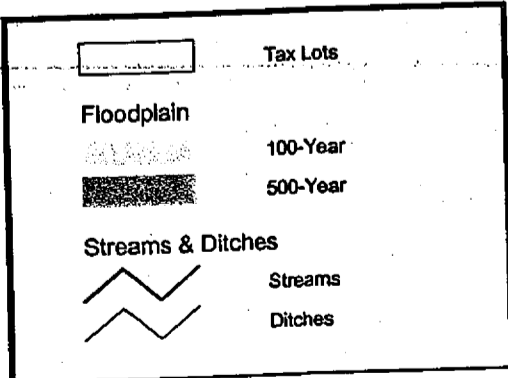 Tax Lots
Floodplain
100-Year
500-Year
Streams & Ditches
Streams
Ditches